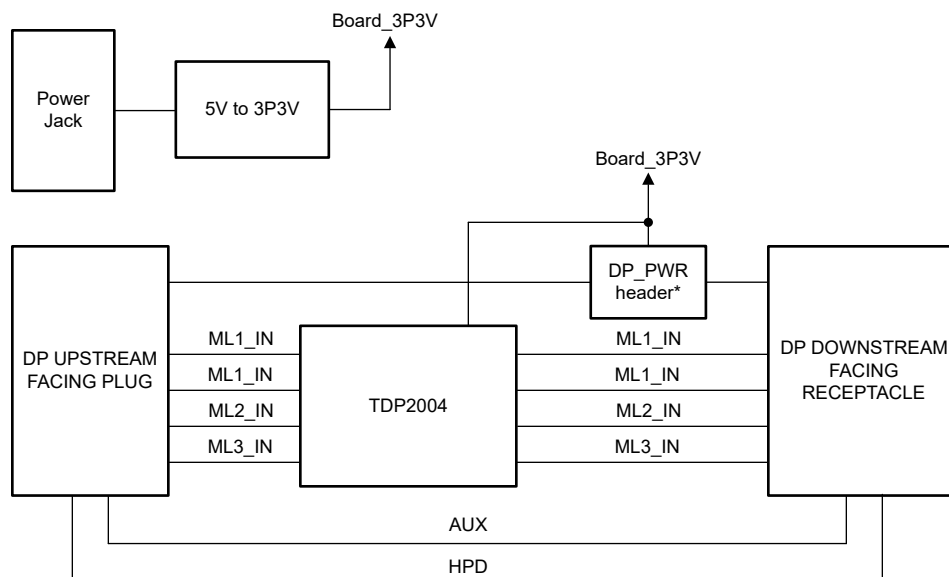 Board_3P3V
Power
Jack
5V to 3P3V
Board_3P3V
DP_PWR
header*
DP UPSTREAM
FACING PLUG
ML1_IN
ML1_IN
ML2_IN
ML3_IN
TDP2004
ML1_IN
ML1_IN
ML2_IN
ML3_IN
DP DOWNSTREAM
FACING
RECEPTACLE
AUX
HPD